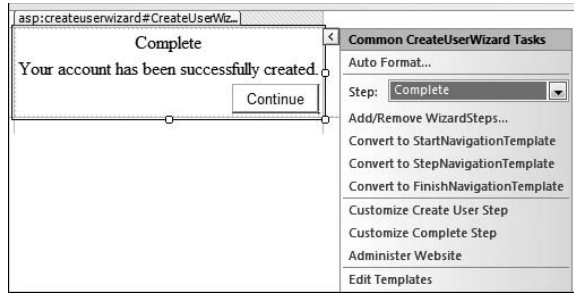 asp:createuserwizard#CreateUserWiz...
Complete
Your account has been successfully created.
Continue
Common CreateUserWizard Tasks
Auto Format...
Step: Complete
Add/Remove WizardSteps...
Convert to StartNavigationTemplate
Convert to StepNavigationTemplate
Convert to FinishNavigationTemplate
Customize Create User Step
Customize Complete Step
Administer Website
Edit Templates